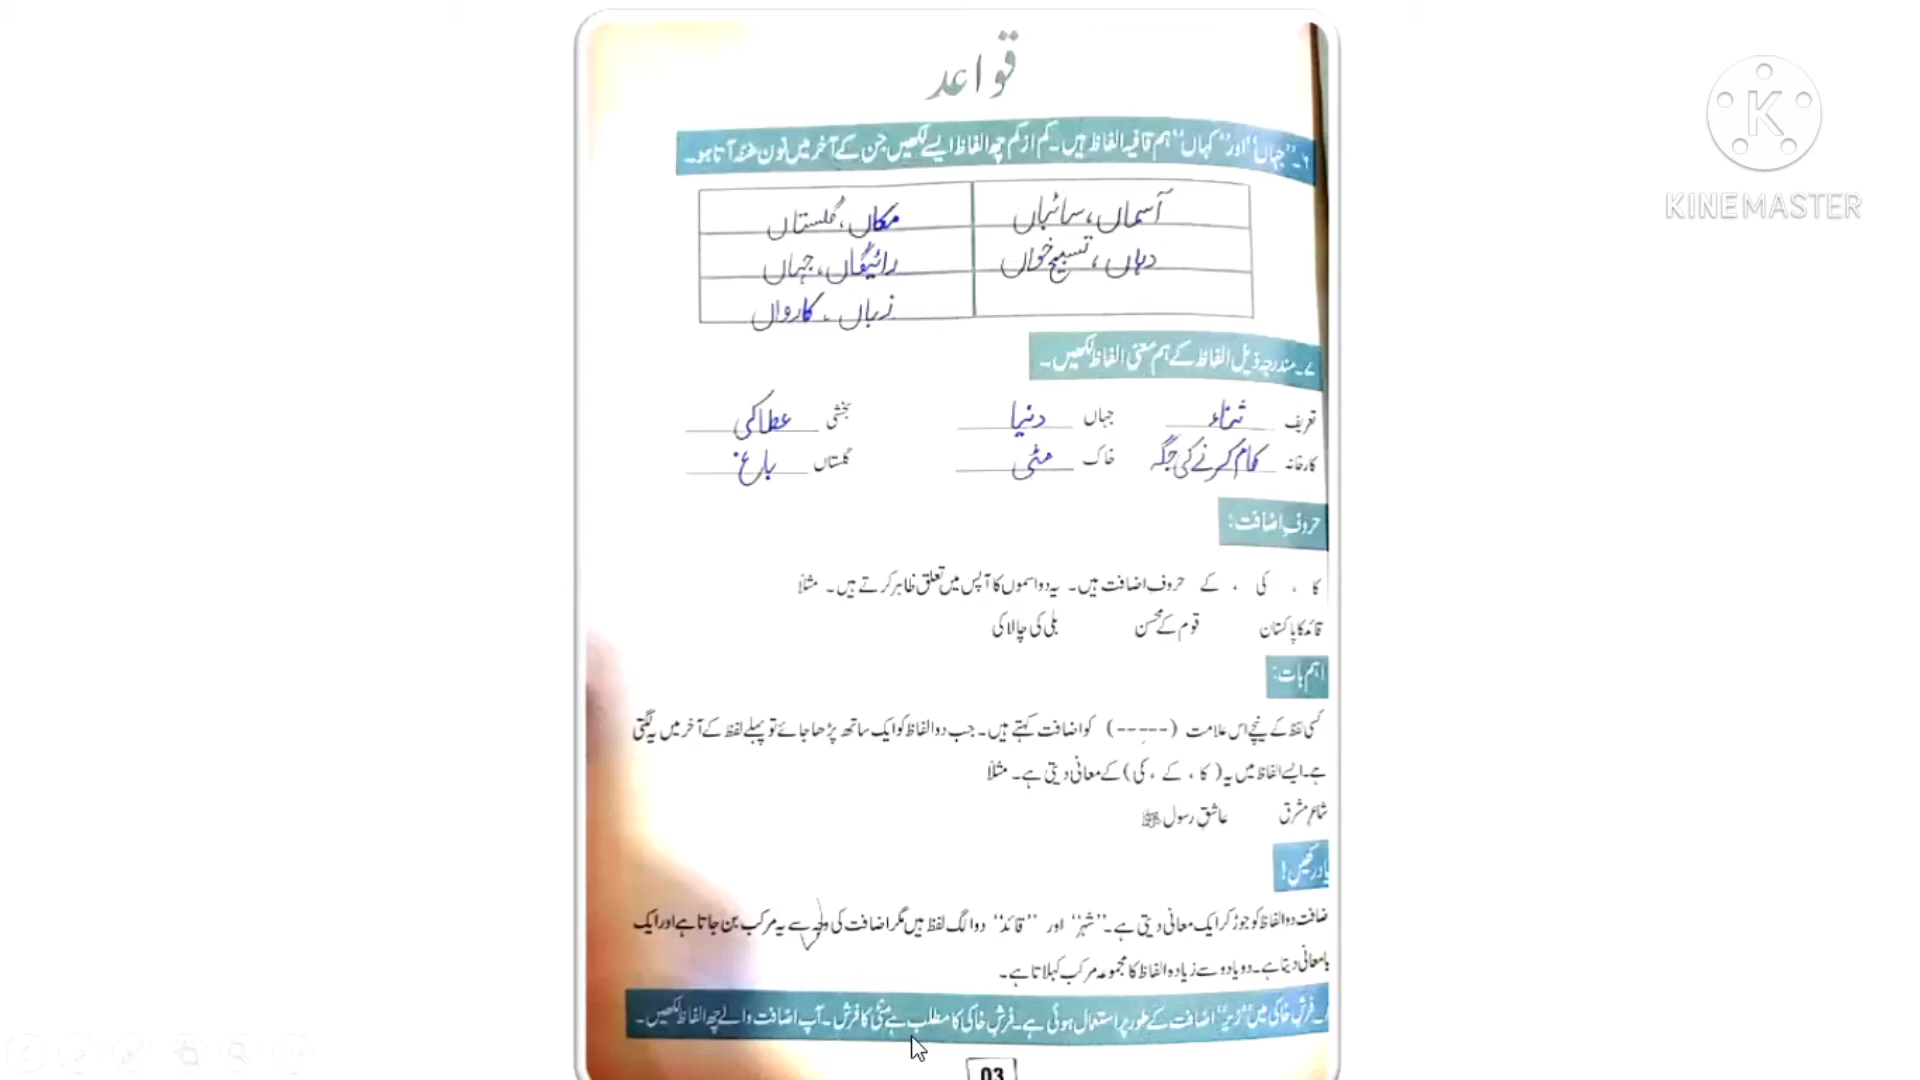 قواعد
۶۔ "جہاں" اور "کہاں" ہم قافیہ الفاظ ہیں۔ کم از کم چھ الفاظ ایسے لکھیں جن کے آخر میں نون غنہ آتا ہو۔
آسماں، سائباں مکاں، گلستاں
دہاں، تسبیح خواں رائیگاں، جہاں
زباں، کارواں
۷۔ مندرجہ ذیل الفاظ کے ہم معنی الفاظ لکھیں۔
تعریف ثناء جہاں دنیا بخشی عطا کی
کارخانہ کام کرنے کی جگہ خاک مٹی گلستاں باغ
حروفِ اضافت:
کا ، کی ، کے حروفِ اضافت ہیں۔ یہ دو اسموں کا آپس میں تعلق ظاہر کرتے ہیں۔ مثلاً
قائد کا پاکستان قوم کے محسن بلی کی چالاکی
اہم بات:
کسی لفظ کے نیچے اس علامت (-----) کو اضافت کہتے ہیں۔ جب دو الفاظ کو ایک ساتھ پڑھا جائے تو پہلے لفظ کے آخر میں یہ لگتی
ہے۔ ایسے الفاظ میں یہ (کا ، کے ، کی) کے معانی دیتی ہے۔ مثلاً
شاعرِ مشرق عاشقِ رسول ﷺ
یاد رکھیں!
ضافت دو الفاظ کو جوڑ کر ایک معانی دیتی ہے۔ "شہر" اور "قائد" دو الگ لفظ ہیں مگر اضافت کی وجہ سے یہ مرکب بن جاتا ہے اور ایک
بامعانی دیتا ہے۔ دو یا دو سے زیادہ الفاظ کا مجموعہ مرکب کہلاتا ہے۔
۸۔ فرشِ خاکی میں "زیر" اضافت کے طور پر استعمال ہوئی ہے۔ فرشِ خاکی کا مطلب ہے مٹی کا فرش۔ آپ اضافت والے چھ الفاظ لکھیں۔
03
KINEMASTER